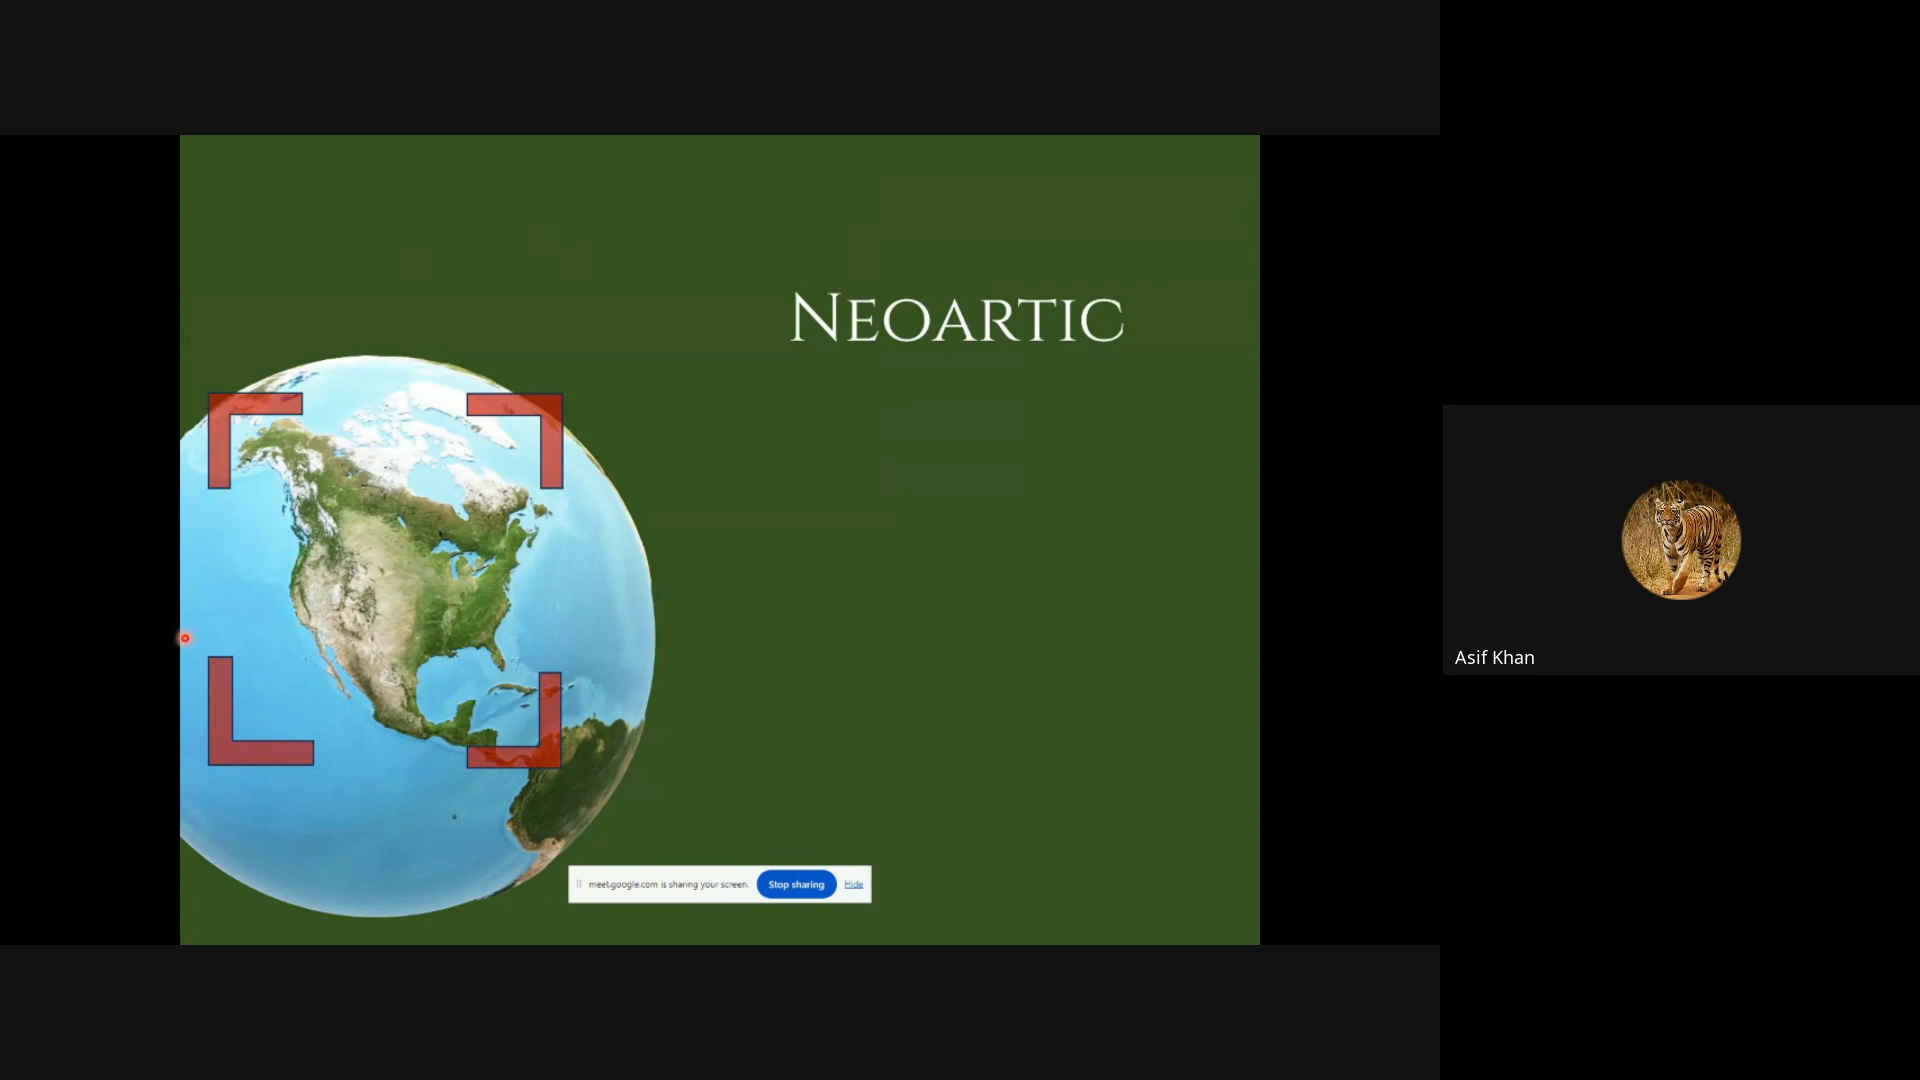 NEOARTIC
meet.google.com is sharing your screen.
Stop sharing
Hide
Asif Khan